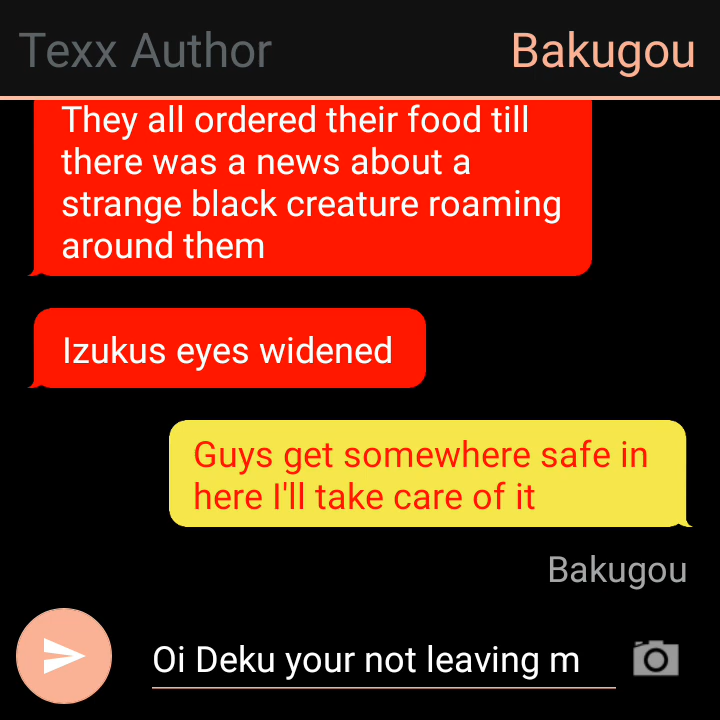 Texx Author
Bakugou
They all ordered their food till
there was a news about a
strange black creature roaming
around them
Izukus eyes widened
Guys get somewhere safe in
here I'll take care of it
Bakugou
Oi Deku your not leaving m